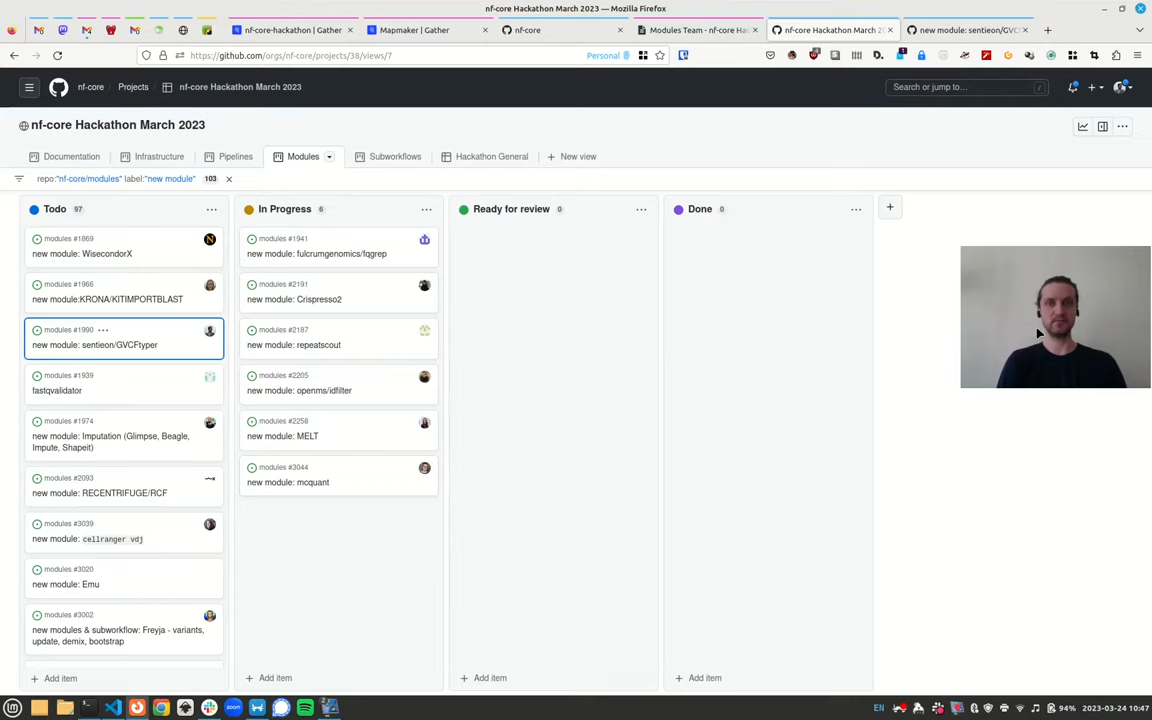 nf-core Hackathon March 2023 — Mozilla Firefox
nf-core-hackathon | Gather
Mapmaker | Gather
nf-core
Modules Team - nf-core Ha
nf-core Hackathon March 2
new module: sentieon/GVC
https://github.com/orgs/nf-core/projects/38/views/7
Personal
nf-core
Projects
nf-core Hackathon March 2023
Search or jump to...
/
nf-core Hackathon March 2023
Documentation
Infrastructure
Pipelines
Modules
Subworkflows
Hackathon General
New view
repo:"nf-core/modules" label:"new module" 103
Todo 97
modules #1869
new module: WisecondorX
modules #1966
new module:KRONA/KITIMPORTBLAST
modules #1990
new module: sentieon/GVCFtyper
modules #1939
fastqvalidator
modules #1974
new module: Imputation (Glimpse, Beagle,
Impute, Shapeit)
modules #2093
new module: RECENTRIFUGE/RCF
modules #3039
new module: cellranger vdj
modules #3020
new module: Emu
modules #3002
new modules & subworkflow: Freyja - variants,
update, demix, bootstrap
Add item
In Progress 6
modules #1941
new module: fulcrumgenomics/fqgrep
modules #2191
new module: Crispresso2
modules #2187
new module: repeatscout
modules #2205
new module: openms/idfilter
modules #2258
new module: MELT
modules #3044
new module: mcquant
Add item
Ready for review 0
Add item
Done 0
Add item
EN
94%
2023-03-24 10:47